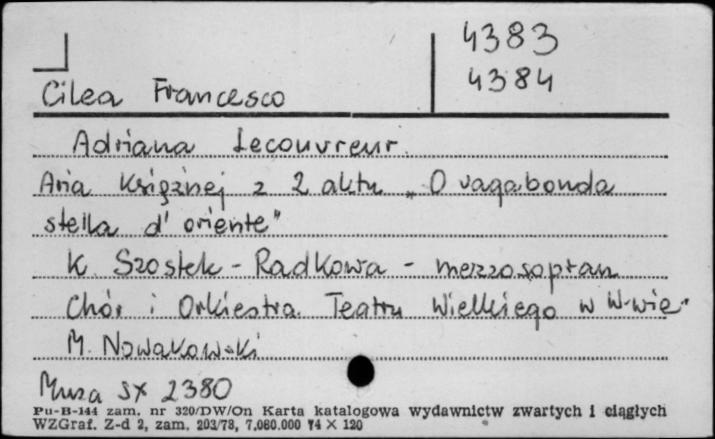 4383
4384
Cilea Francesco
Adriana Lecouvreur.
Aria Księżnej z 2 aktu „O vagabonda
stella d' oriente"
K. Szostek - Radkowa - mezzosopran
Chór i Orkiestra Teatru Wielkiego w W-wie
M. Nowakowski
Muza SX 2380
Pu-B-144 zam. nr 320/DW/On Karta katalogowa wydawnictw zwartych i ciągłych
WZGraf. Z-d 2, zam. 203/78, 7.060.000 74 X 120